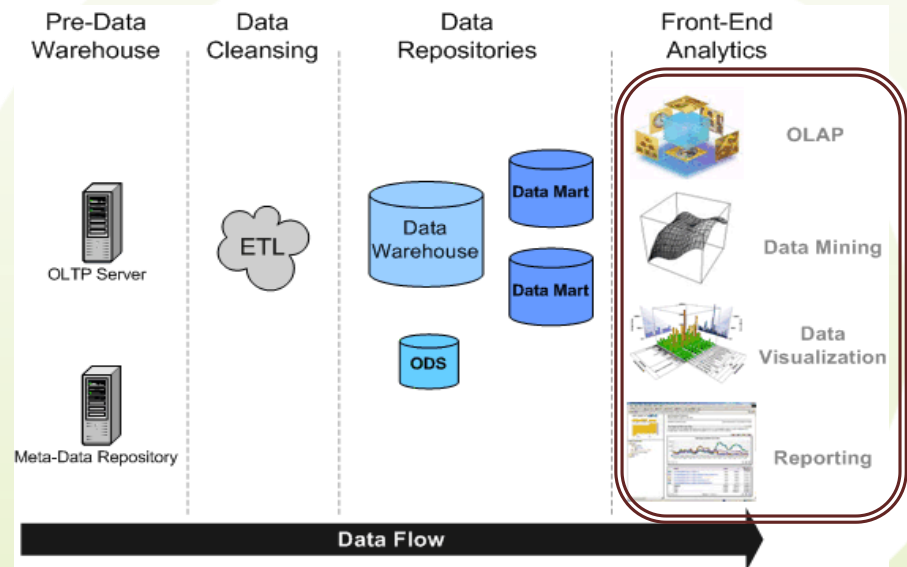 Pre-Data
Warehouse
Data
Cleansing
Data
Repositories
Front-End
Analytics
OLTP Server
Meta-Data Repository
ETL
Data
Warehouse
Data Mart
Data Mart
ODS
OLAP
Data Mining
Data
Visualization
Reporting
Data Flow